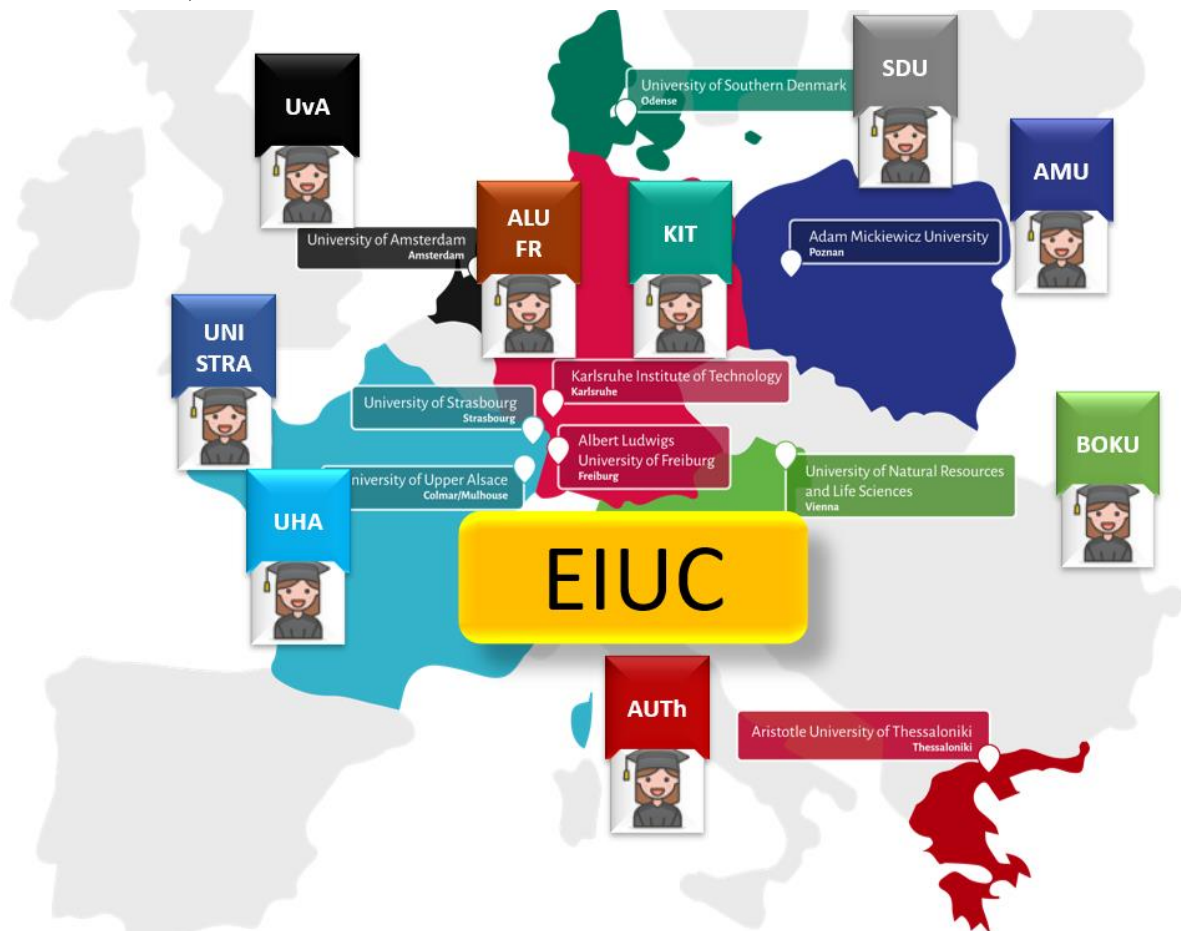 SDU
UvA
University of Southern Denmark
Odense
AMU
ALU
FR
KIT
University of Amsterdam
Amsterdam
Adam Mickiewicz University
Poznan
UNI
STRA
Karlsruhe Institute of Technology
Karlsruhe
University of Strasbourg
Strasbourg
Albert Ludwigs
University of Freiburg
Freiburg
BOKU
niversity of Upper Alsace
Colmar/Mulhouse
University of Natural Resources
and Life Sciences
Vienna
UHA
EIUC
AUTh
Aristotle University of Thessaloniki
Thessaloniki